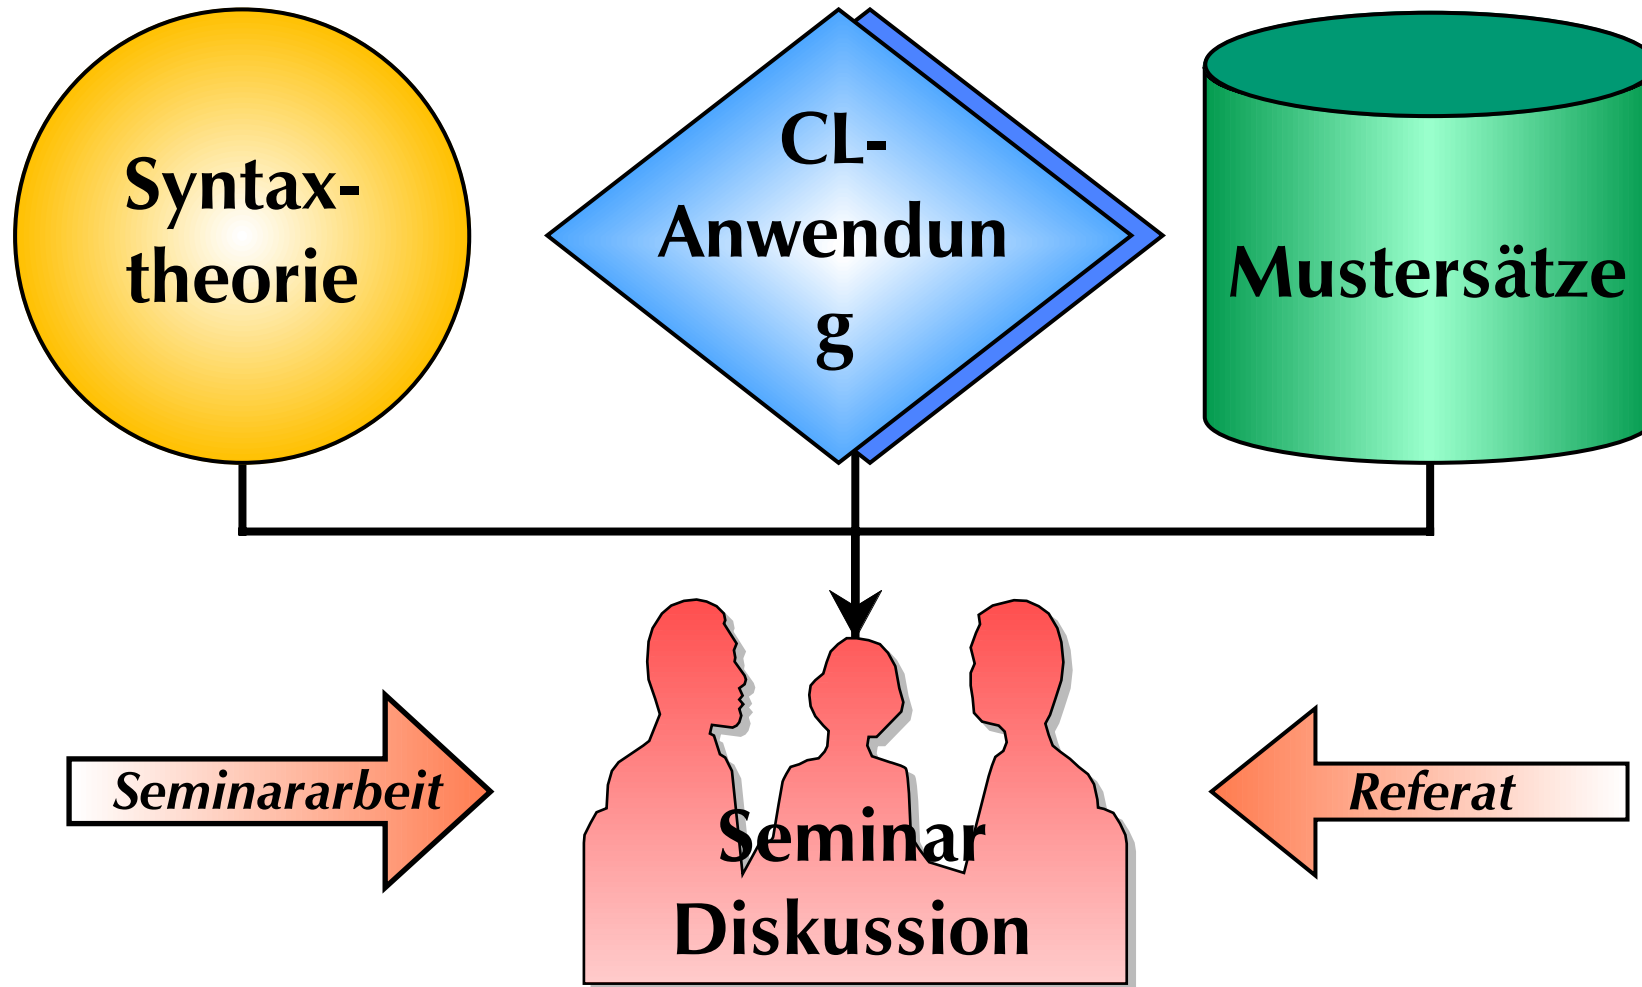 Syntax-
theorie
CL-
Anwendun
g
Mustersätze
Seminararbeit
Seminar
Diskussion
Referat